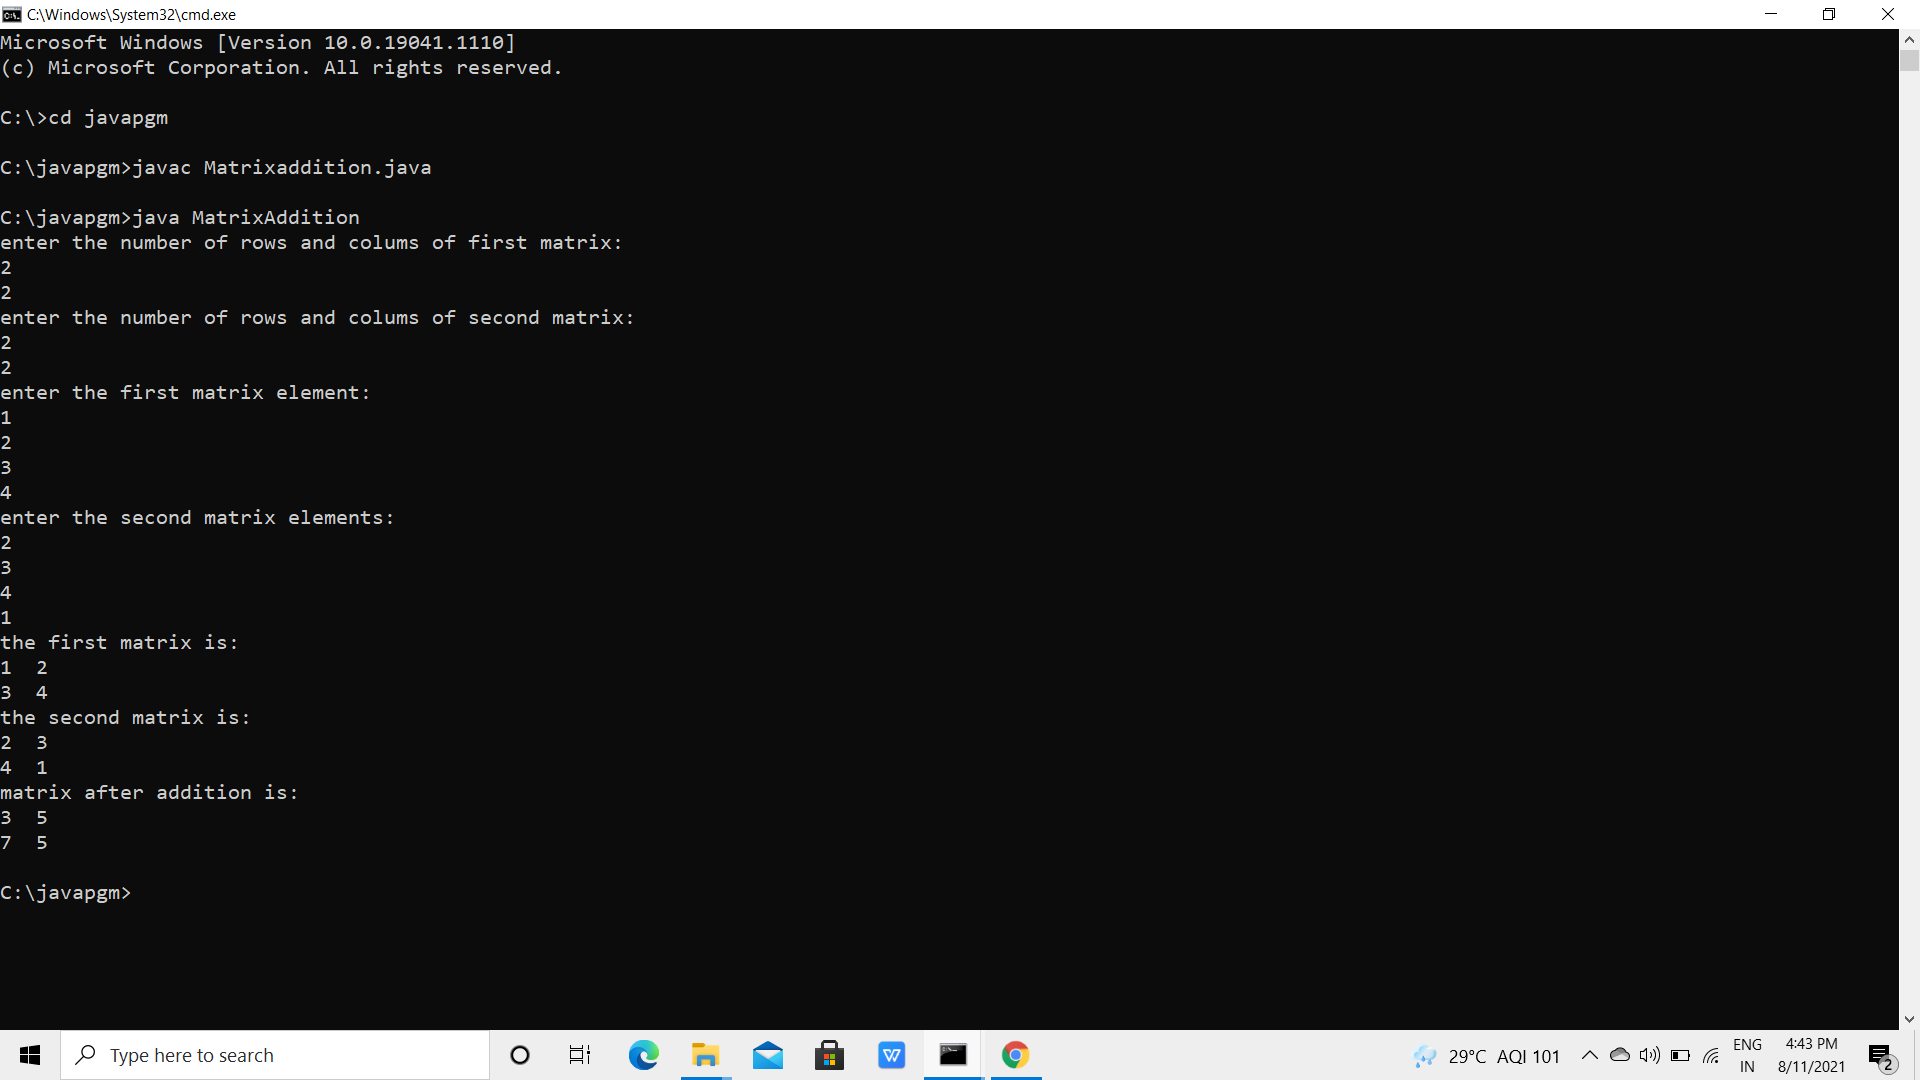 C:\Windows\System32\cmd.exe
Microsoft Windows [Version 10.0.19041.1110]
(c) Microsoft Corporation. All rights reserved.
C:\>cd javapgm
C:\javapgm>javac Matrixaddition.java
C:\javapgm>java MatrixAddition
enter the number of rows and colums of first matrix:
2
2
enter the number of rows and colums of second matrix:
2
2
enter the first matrix element:
1
2
3
4
enter the second matrix elements:
2
3
4
1
the first matrix is:
1  2
3  4
the second matrix is:
2  3
4  1
matrix after addition is:
3  5
7  5
C:\javapgm>
Type here to search
W
29°C AQI 101
ENG
IN
4:43 PM
8/11/2021
2